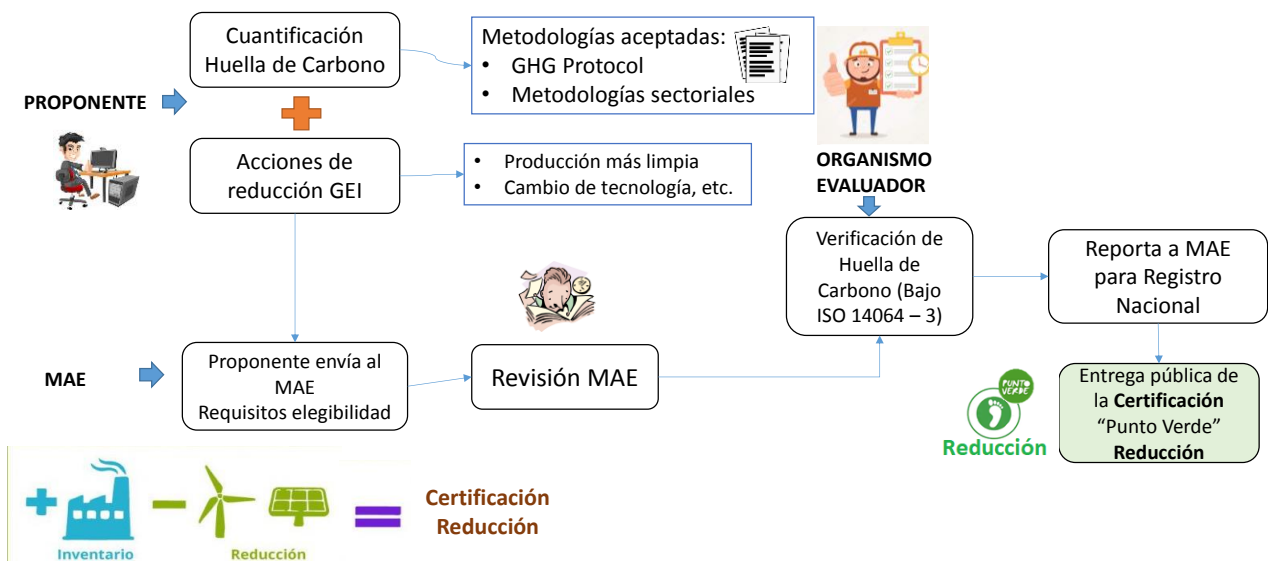 PROPONENTE
Cuantificación
Huella de Carbono
Metodologías aceptadas:
• GHG Protocol
• Metodologías sectoriales
Acciones de
reducción GEI
• Producción más limpia
• Cambio de tecnología, etc.
ORGANISMO
EVALUADOR
Verificación de
Huella de
Carbono (Bajo
ISO 14064 – 3)
Reporta a MAE
para Registro
Nacional
MAE
Proponente envía al
MAE
Requisitos elegibilidad
Revisión MAE
PUNTO
VERDE
Reducción
Entrega pública de
la Certificación
“Punto Verde”
Reducción
Inventario
Reducción
Certificación
Reducción